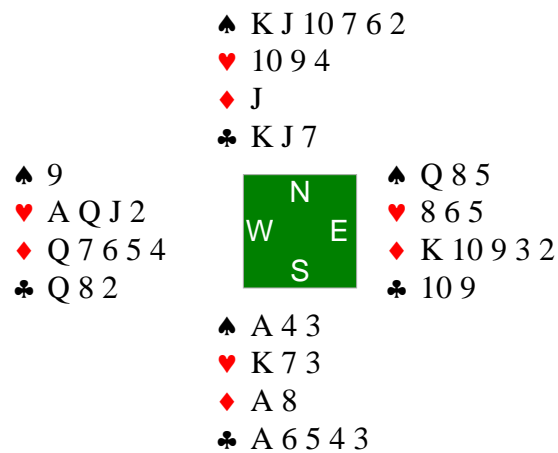 ♠ K J 10 7 6 2
♥ 10 9 4
♦ J
♣ K J 7
♠ 9
♥ A Q J 2
♦ Q 7 6 5 4
♣ Q 8 2
N
W E
S
♠ Q 8 5
♥ 8 6 5
♦ K 10 9 3 2
♣ 10 9
♠ A 4 3
♥ K 7 3
♦ A 8
♣ A 6 5 4 3